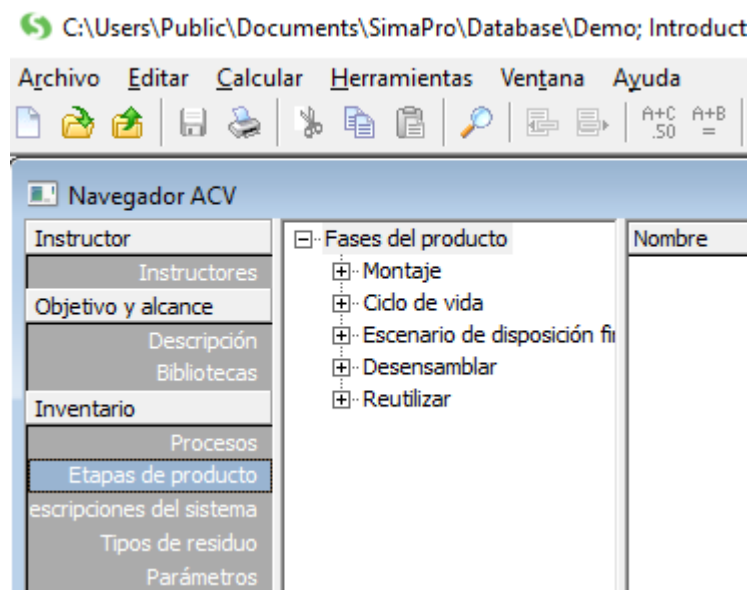 C:\Users\Public\Documents\SimaPro\Database\Demo; Introduct
Archivo Editar Calcular Herramientas Ventana Ayuda
A+C .50 A+B =
Navegador ACV
Instructor
Instructores
Objetivo y alcance
Descripción
Bibliotecas
Inventario
Procesos
Etapas de producto
escripciones del sistema
Tipos de residuo
Parámetros
Fases del producto
Montaje
Ciclo de vida
Escenario de disposición fi
Desensamblar
Reutilizar
Nombre